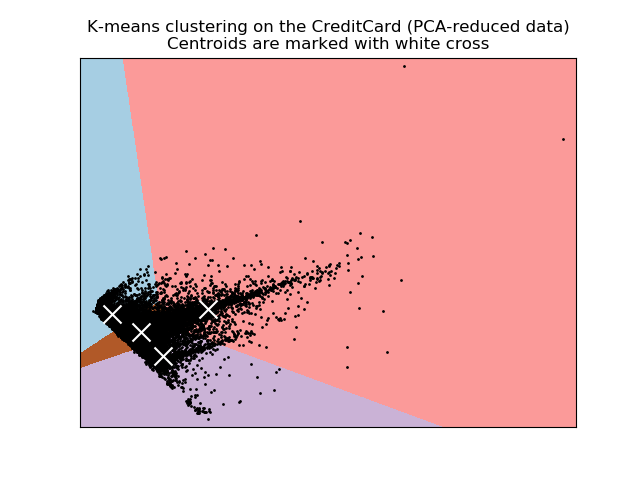 K-means clustering on the CreditCard (PCA-reduced data)
Centroids are marked with white cross